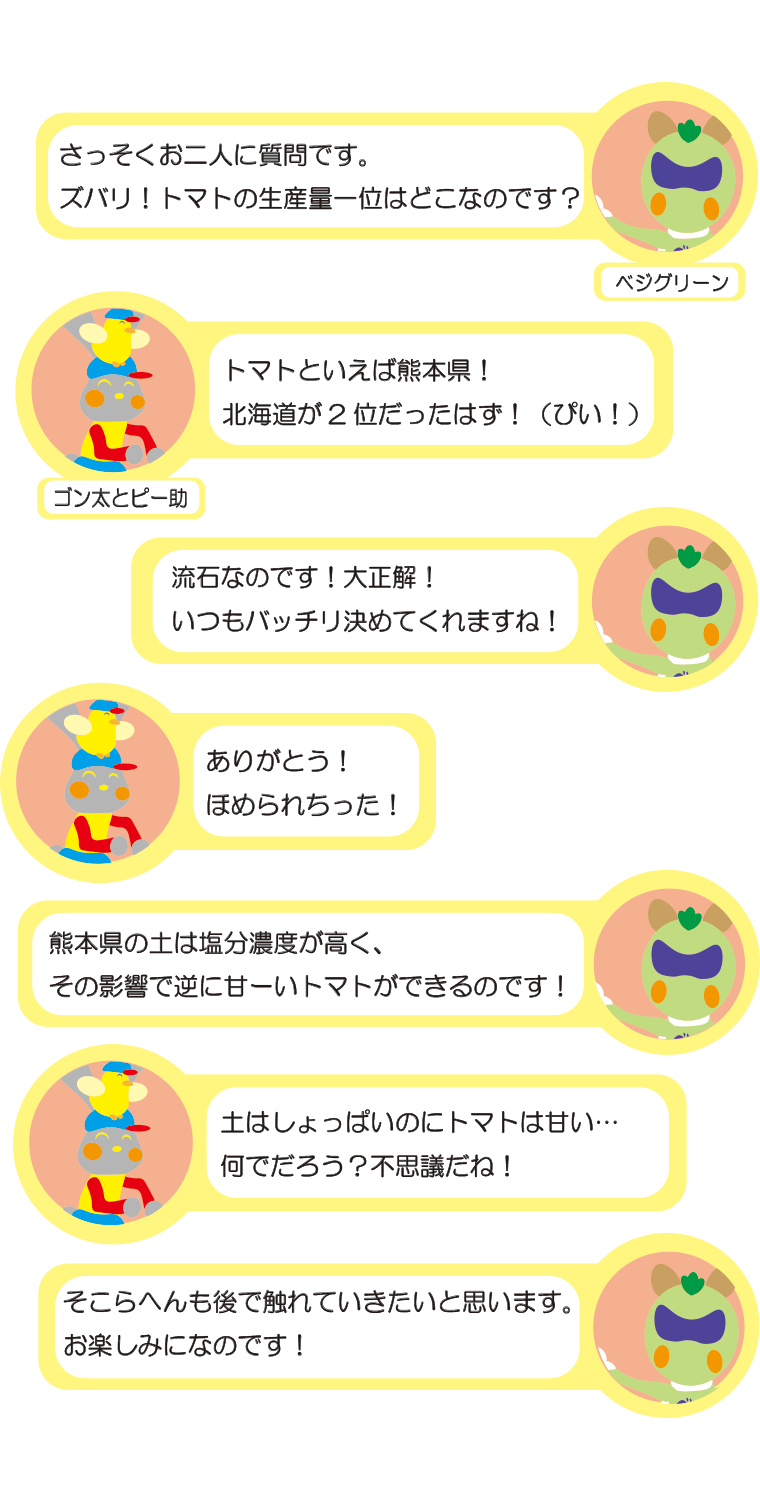 さっそくお二人に質問です。
ズバリ！トマトの生産量一位はどこなのです？
ベジグリーン
トマトといえば熊本県！
北海道が２位だったはず！（ぴい！）
ゴン太とピー助
流石なのです！大正解！
いつもバッチリ決めてくれますね！
ありがとう！
ほめられちった！
熊本県の土は塩分濃度が高く、
その影響で逆に甘ーいトマトができるのです！
土はしょっぱいのにトマトは甘い…
何でだろう？不思議だね！
そこらへんも後で触れていきたいと思います。
お楽しみになのです！